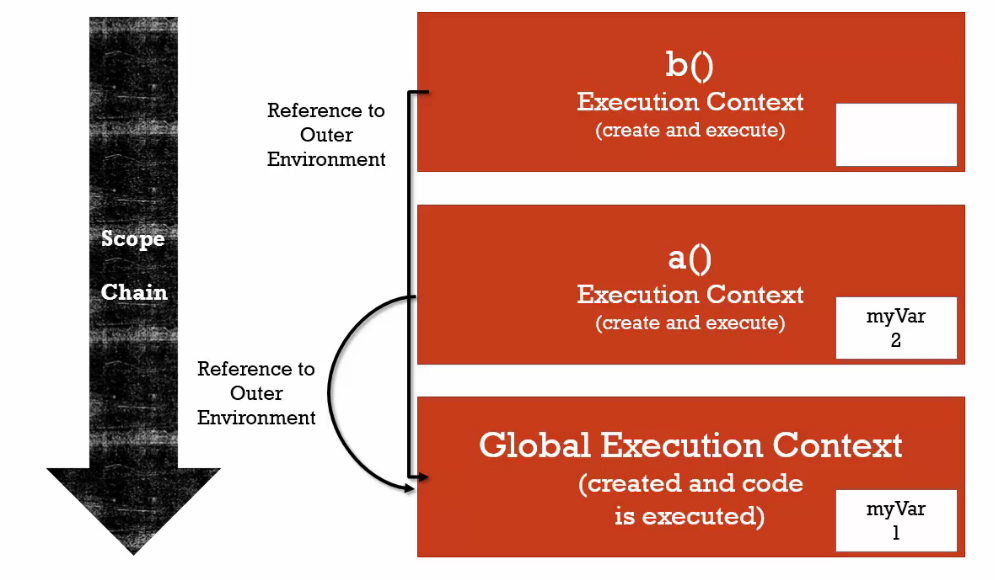 b()
Execution Context
(create and execute)
Reference to
Outer
Environment
Scope
Chain
a()
Execution Context
(create and execute)
myVar
2
Reference to
Outer
Environment
Global Execution Context
(created and code
is executed)
myVar
1